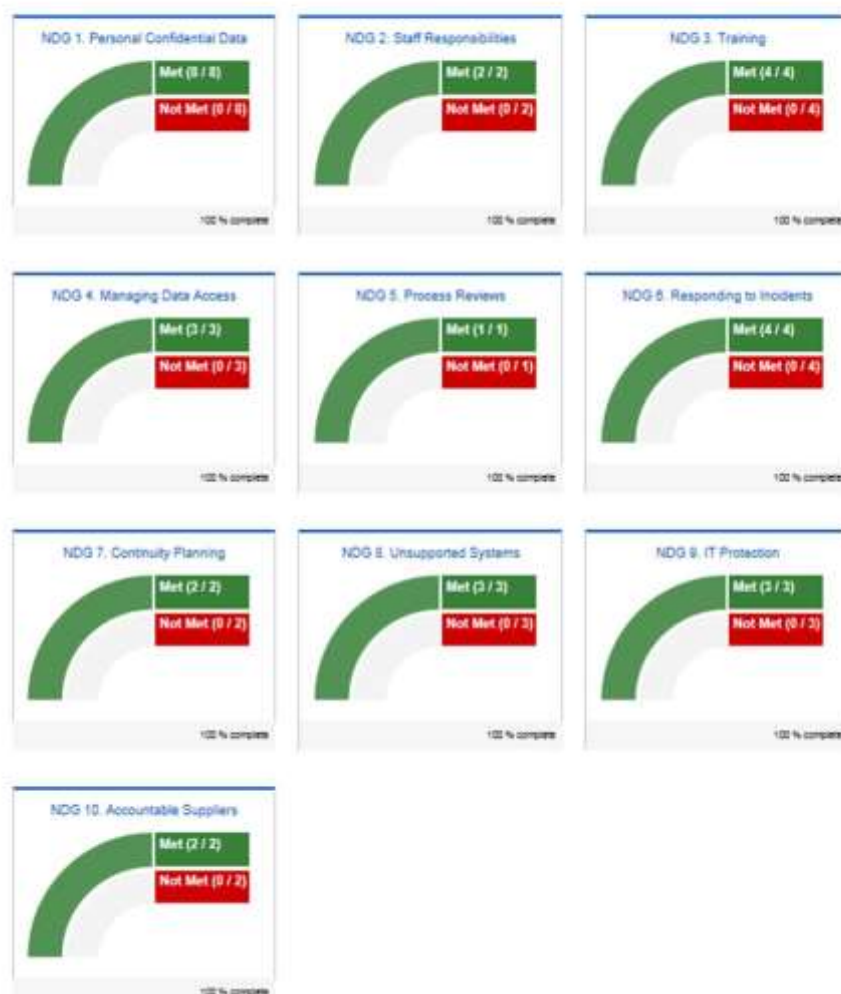 NDG 1. Personal Confidential Data
Met (8 / 8)
Not Met (0 / 8)
100 % complete
NDG 2. Staff Responsibilities
Met (2 / 2)
Not Met (0 / 2)
100 % complete
NDG 3. Training
Met (4 / 4)
Not Met (0 / 4)
100 % complete
NDG 4. Managing Data Access
Met (3 / 3)
Not Met (0 / 3)
100 % complete
NDG 5. Process Reviews
Met (1 / 1)
Not Met (0 / 1)
100 % complete
NDG 6. Responding to Incidents
Met (4 / 4)
Not Met (0 / 4)
100 % complete
NDG 7. Continuity Planning
Met (2 / 2)
Not Met (0 / 2)
100 % complete
NDG 8. Unsupported Systems
Met (3 / 3)
Not Met (0 / 3)
100 % complete
NDG 9. IT Protection
Met (3 / 3)
Not Met (0 / 3)
100 % complete
NDG 10. Accountable Suppliers
Met (2 / 2)
Not Met (0 / 2)
100 % complete